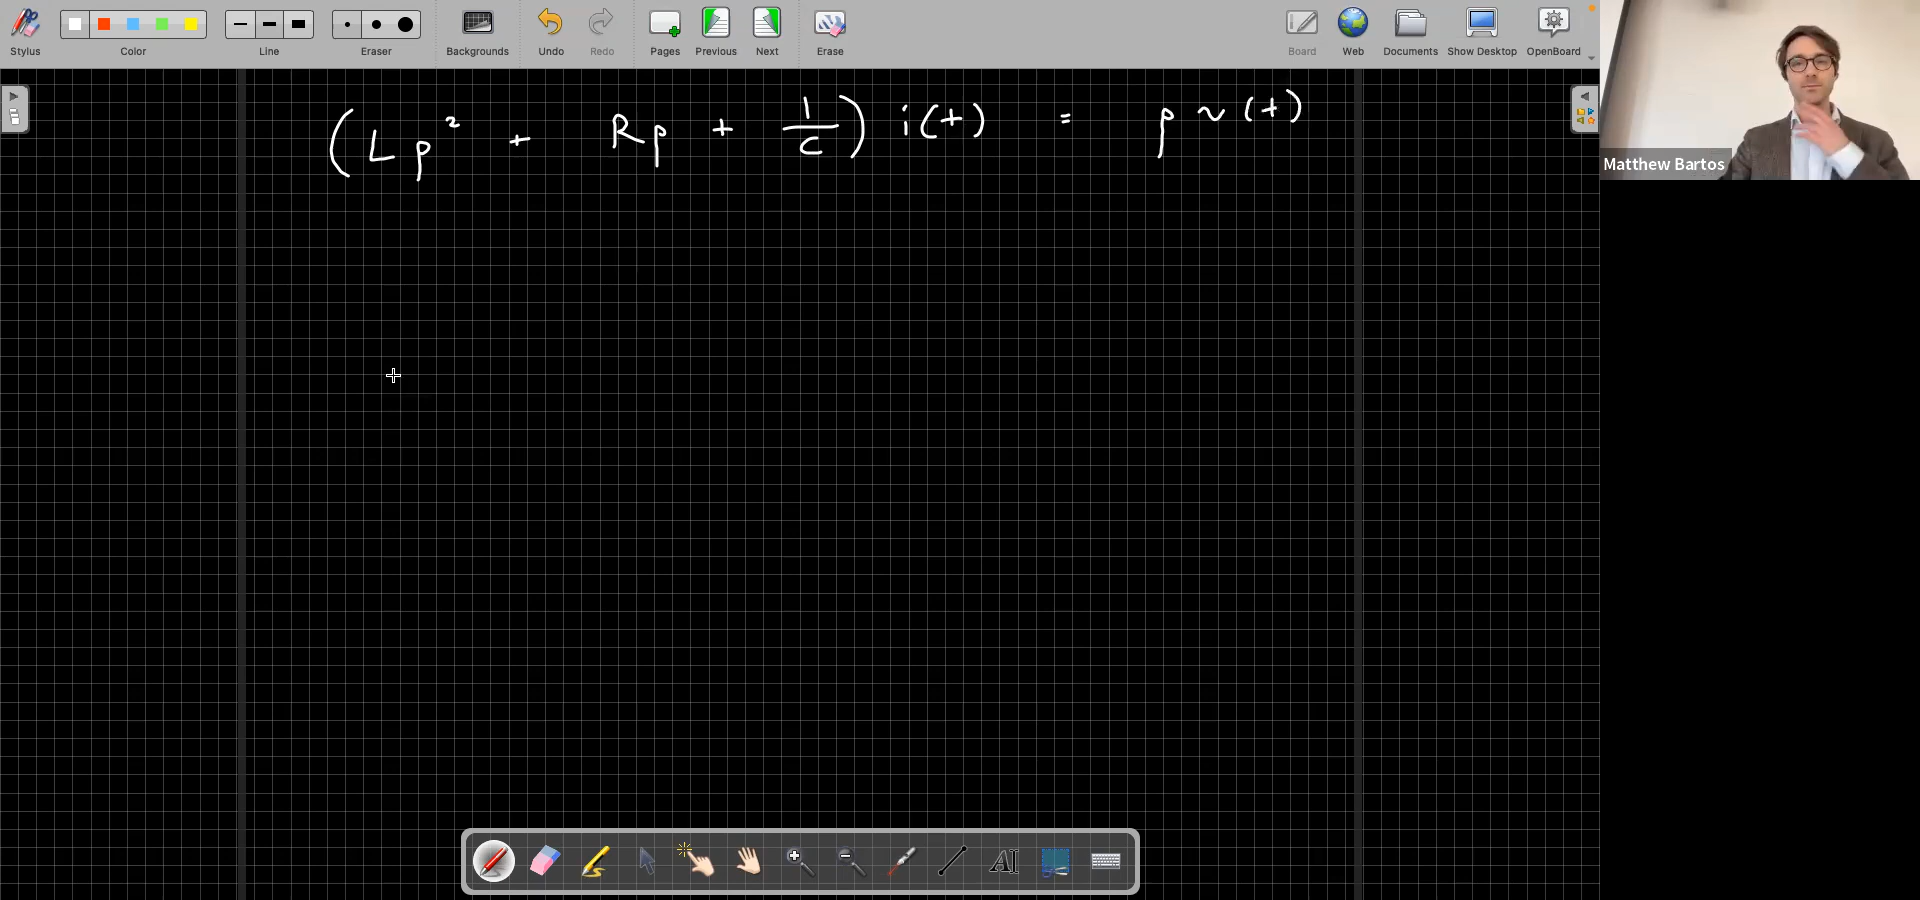 Stylus Color Line Eraser Backgrounds Undo Redo Pages Previous Next Erase Board Web Documents Show Desktop OpenBoard
(Lp² + Rp + 1/C) i(t) = p v(t)
Matthew Bartos
AI